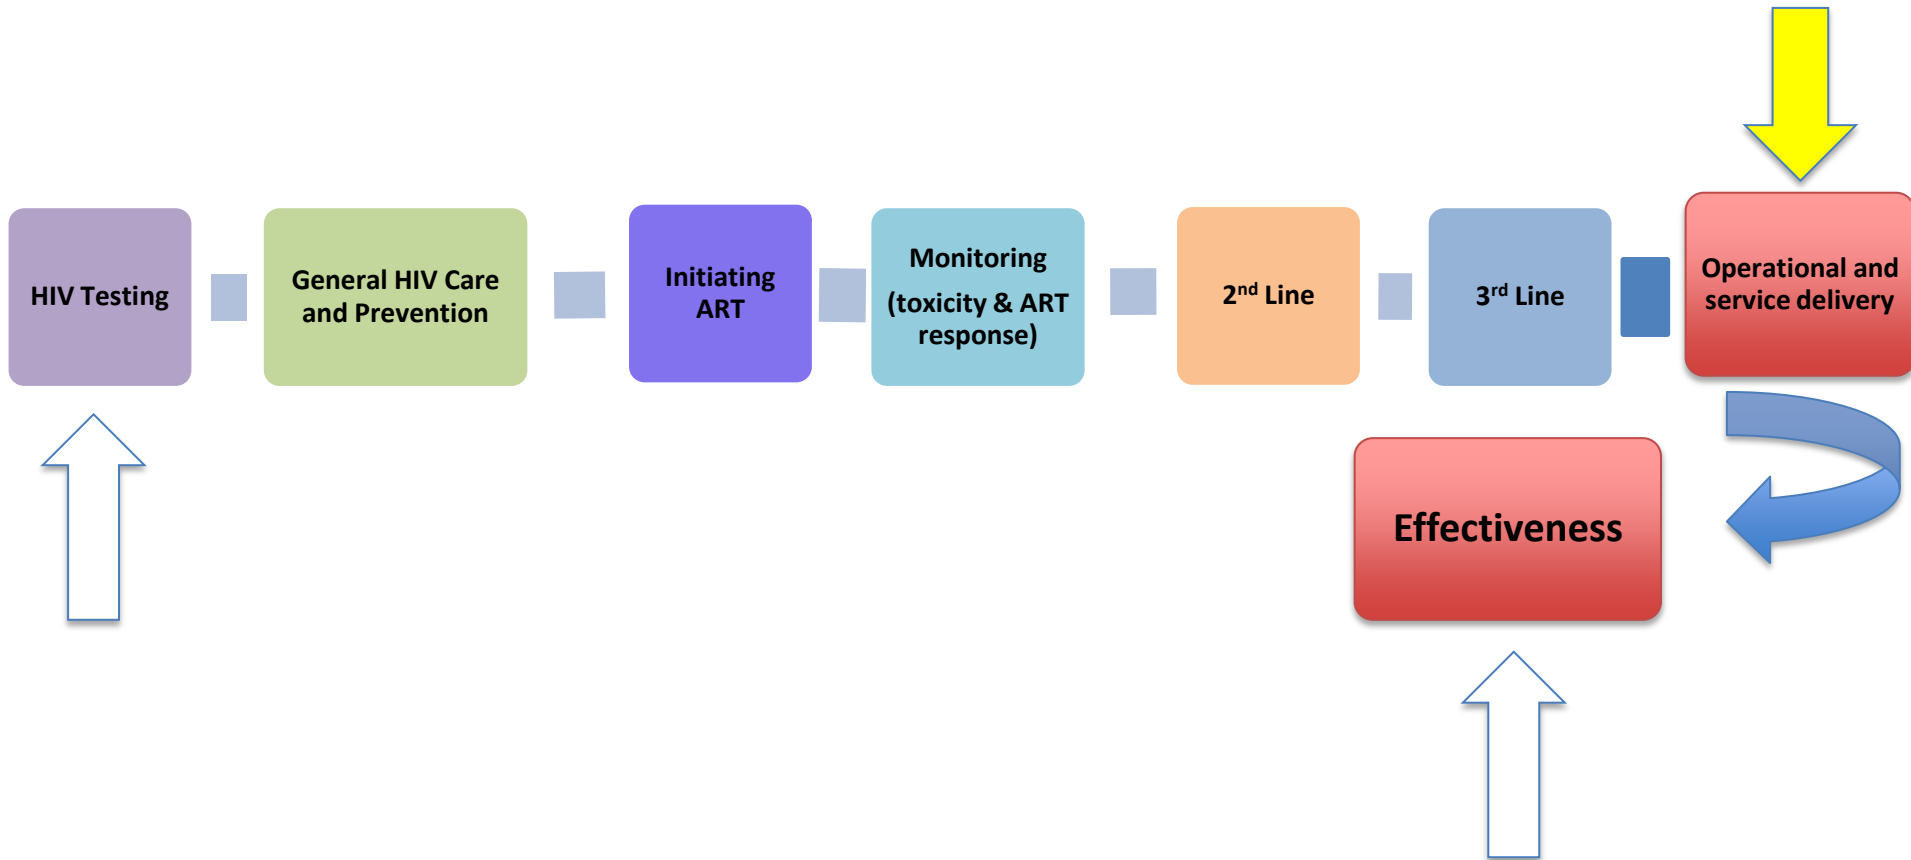 HIV Testing
General HIV Care
and Prevention
Initiating
ART
Monitoring
(toxicity & ART
response)
2nd Line
3rd Line
Operational and
service delivery
Effectiveness